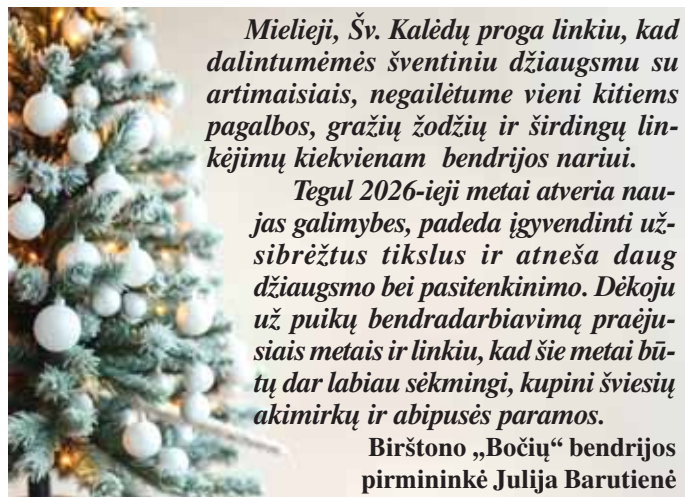 Mielieji, Šv. Kalėdų proga linkiu, kad
dalintumėmės šventiniu džiaugsmu su
artimaisiais, negailėtume vieni kitiems
pagalbos, gražių žodžių ir širdingų lin-
kėjimų kiekvienam bendrijos nariui.
Tegul 2026-ieji metai atveria nau-
jas galimybes, padeda įgyvendinti už-
sibrėžtus tikslus ir atneša daug
džiaugsmo bei pasitenkinimo. Dėkoju
už puikų bendradarbiavimą praėju-
siais metais ir linkiu, kad šie metai bū-
tų dar labiau sėkmingi, kupini šviesių
akimirkų ir abipusės paramos.
Birštono „Bočių“ bendrijos
pirmininkė Julija Barutienė